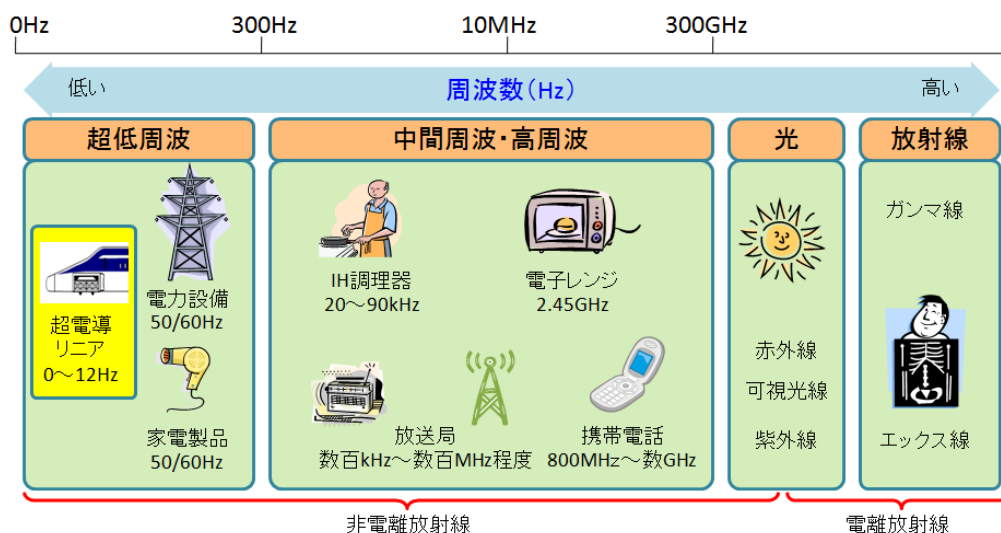 0Hz
300Hz
10MHz
300GHz
低い
周波数(Hz)
高い
超低周波
中間周波・高周波
光
放射線
超電導
リニア
0～12Hz
電力設備
50/60Hz
家電製品
50/60Hz
IH調理器
20～90kHz
電子レンジ
2.45GHz
放送局
数百kHz～数百MHz程度
携帯電話
800MHz～数GHz
赤外線
可視光線
紫外線
ガンマ線
エックス線
非電離放射線
電離放射線